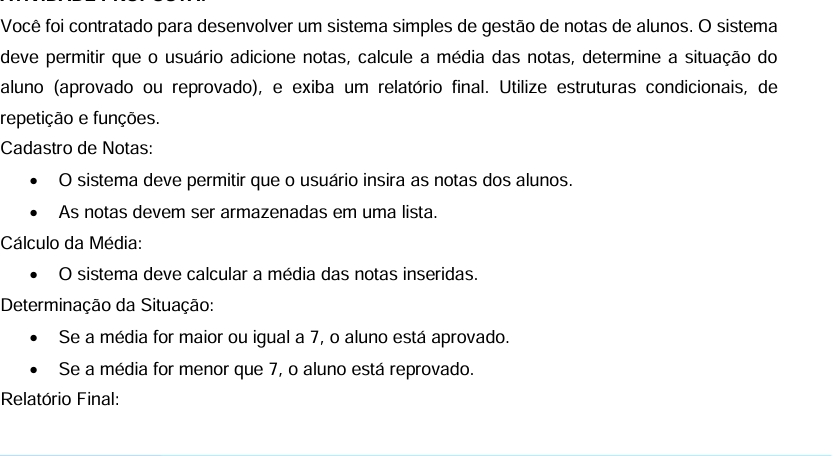 Você foi contratado para desenvolver um sistema simples de gestão de notas de alunos. O sistema
deve permitir que o usuário adicione notas, calcule a média das notas, determine a situação do
aluno (aprovado ou reprovado), e exiba um relatório final. Utilize estruturas condicionais, de
repetição e funções.
Cadastro de Notas:
• O sistema deve permitir que o usuário insira as notas dos alunos.
• As notas devem ser armazenadas em uma lista.
Cálculo da Média:
• O sistema deve calcular a média das notas inseridas.
Determinação da Situação:
• Se a média for maior ou igual a 7, o aluno está aprovado.
• Se a média for menor que 7, o aluno está reprovado.
Relatório Final: